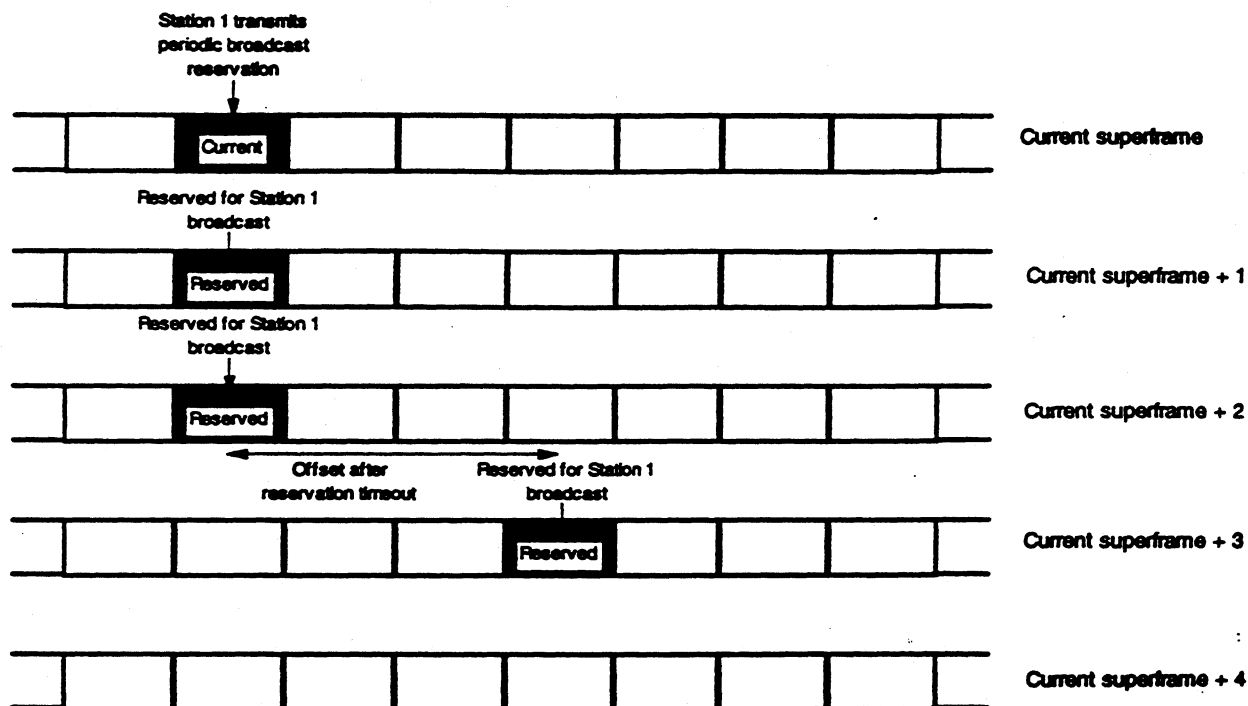 Station 1 transmits
periodic broadcast
reservation
Current
Current superframe
Reserved for Station 1
broadcast
Reserved
Current superframe + 1
Reserved for Station 1
broadcast
Reserved
Current superframe + 2
Offset after
reservation timeout
Reserved for Station 1
broadcast
Reserved
Current superframe + 3
Current superframe + 4